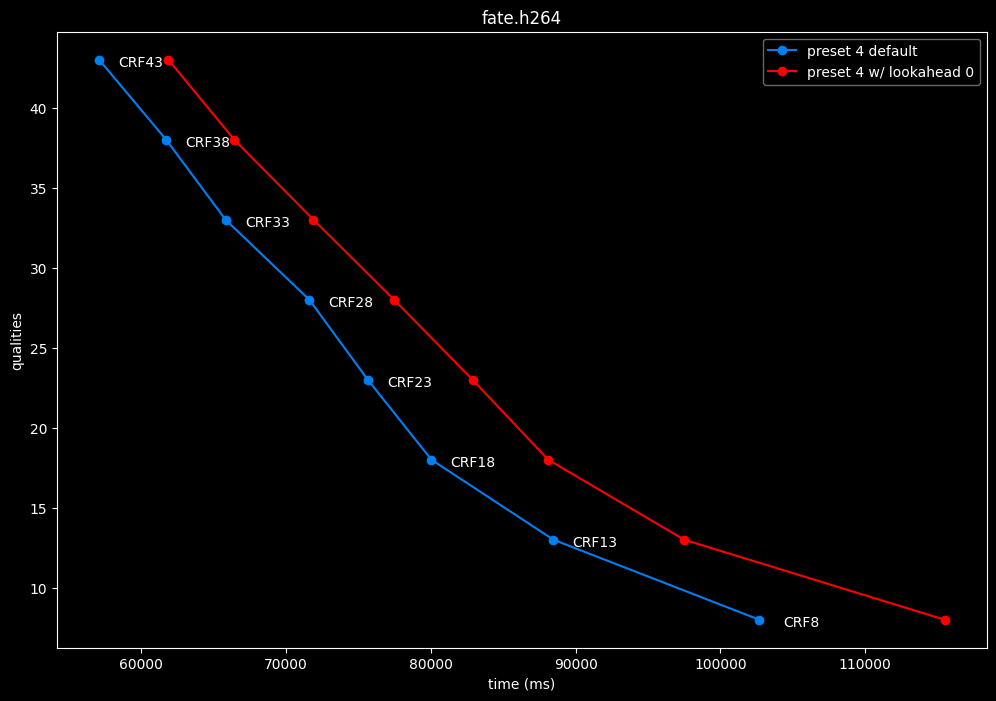 fate.h264
preset 4 default
preset 4 w/ lookahead 0
CRF43
CRF38
CRF33
CRF28
CRF23
CRF18
CRF13
CRF8
qualities
40
35
30
25
20
15
10
60000 70000 80000 90000 100000 110000
time (ms)